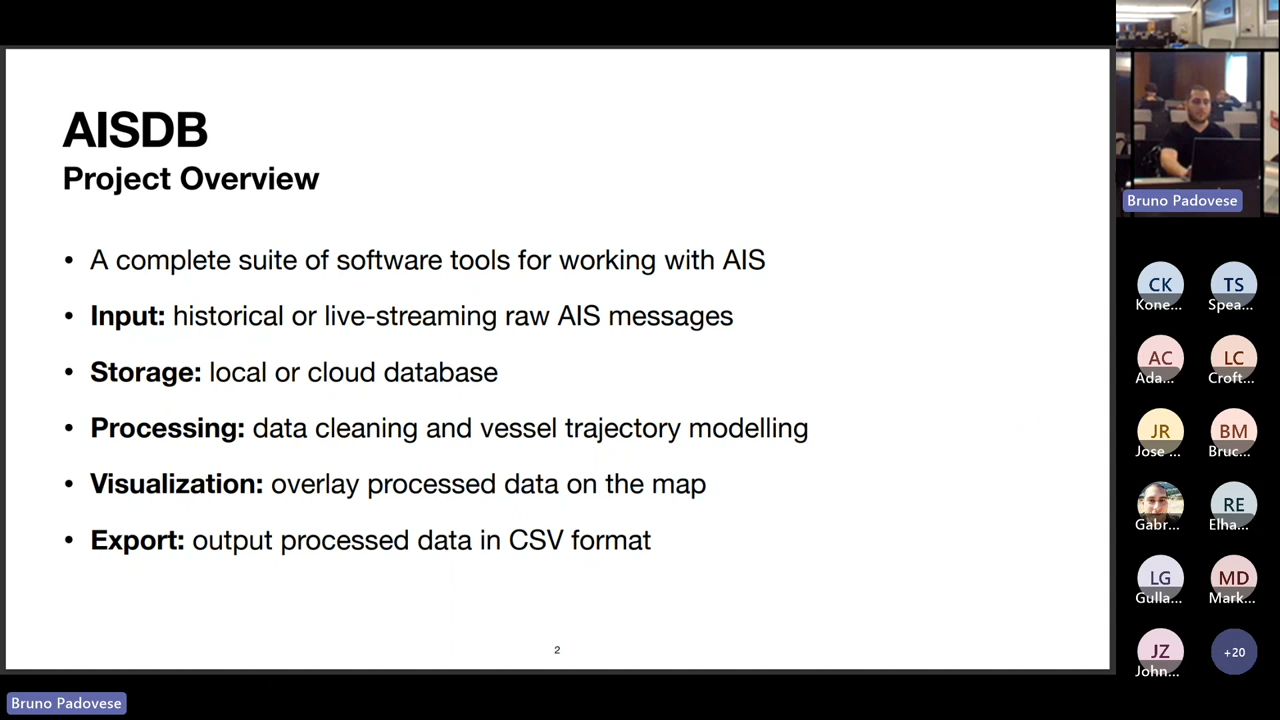 AISDB
Project Overview
• A complete suite of software tools for working with AIS
• Input: historical or live-streaming raw AIS messages
• Storage: local or cloud database
• Processing: data cleaning and vessel trajectory modelling
• Visualization: overlay processed data on the map
• Export: output processed data in CSV format
2
Bruno Padovese
Bruno Padovese
CK
Kone...
TS
Spea...
AC
Ada...
LC
Croft...
JR
Jose ...
BM
Bruc...
Gabr...
RE
Elha...
LG
Gulla...
MD
Mark...
JZ
John...
+20